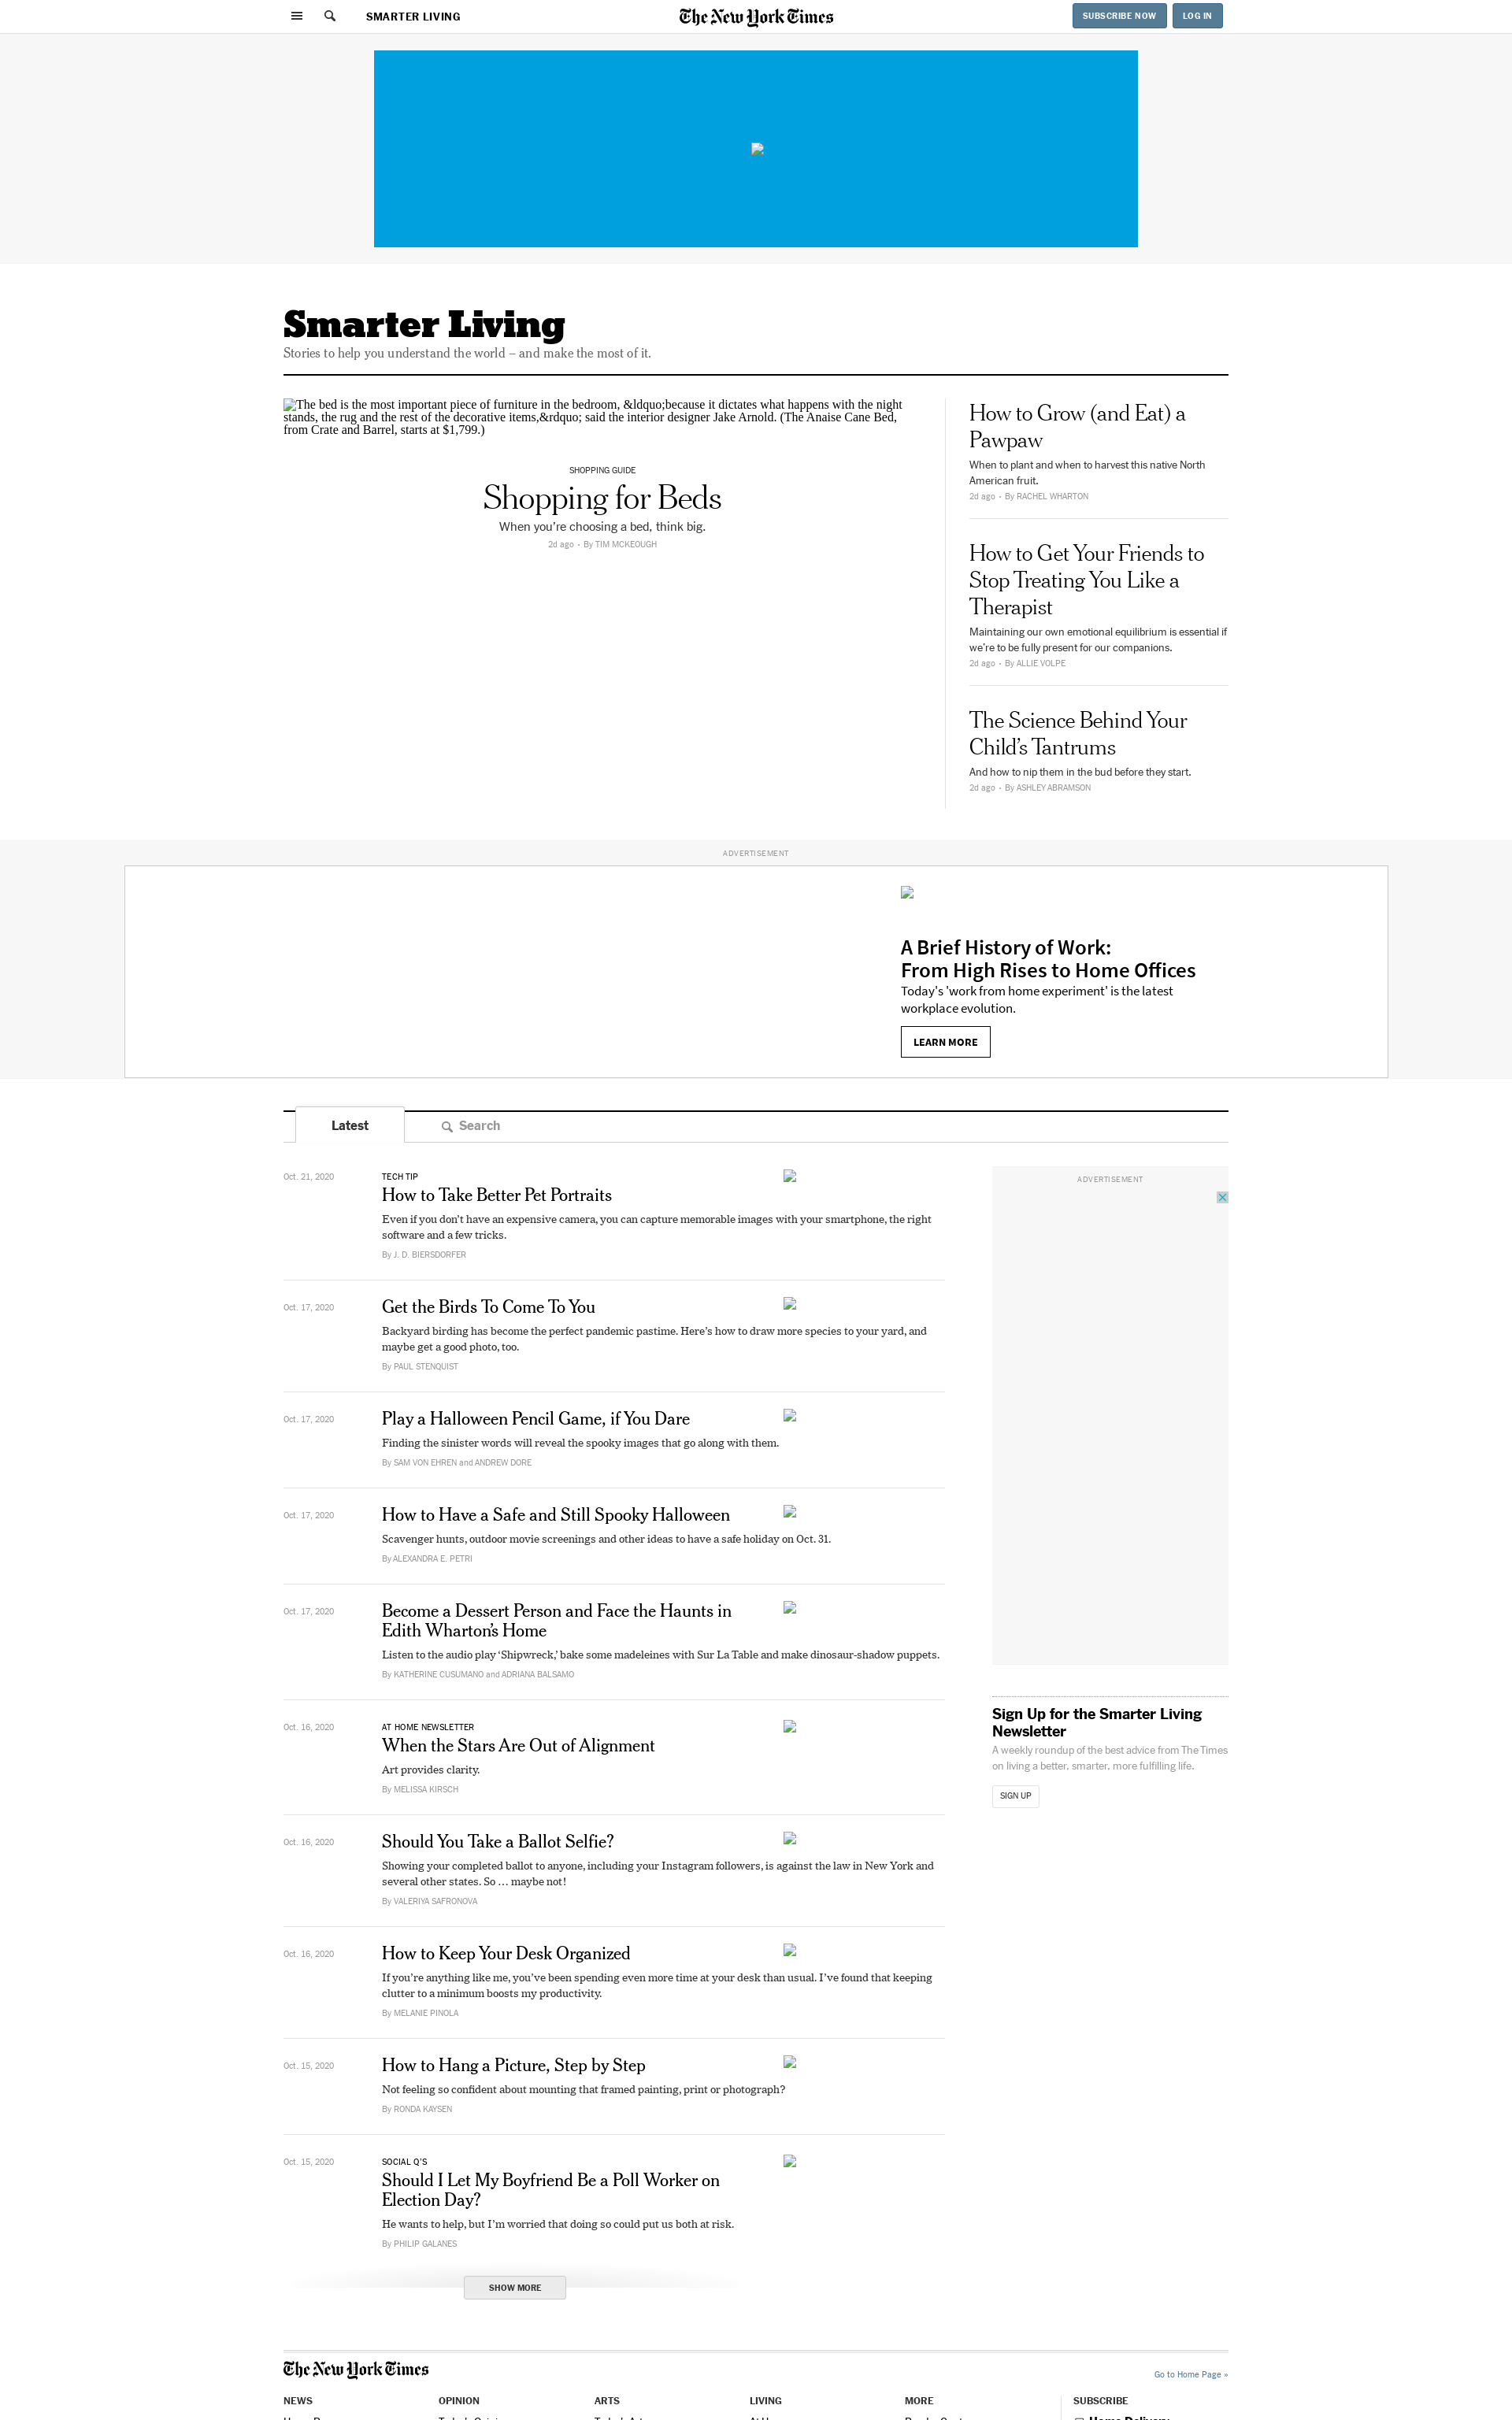 SMARTER LIVING
The New York Times
SUBSCRIBE NOW
LOG IN
Smarter Living
Stories to help you understand the world – and make the most of it.
The bed is the most important piece of furniture in the bedroom, &ldquo;because it dictates what happens with the night
stands, the rug and the rest of the decorative items,&rdquo; said the interior designer Jake Arnold. (The Anaise Cane Bed,
from Crate and Barrel, starts at $1,799.)
SHOPPING GUIDE
Shopping for Beds
When you’re choosing a bed, think big.
2d ago • By TIM MCKEOUGH
How to Grow (and Eat) a
Pawpaw
When to plant and when to harvest this native North
American fruit.
2d ago • By RACHEL WHARTON
How to Get Your Friends to
Stop Treating You Like a
Therapist
Maintaining our own emotional equilibrium is essential if
we’re to be fully present for our companions.
2d ago • By ALLIE VOLPE
The Science Behind Your
Child’s Tantrums
And how to nip them in the bud before they start.
2d ago • By ASHLEY ABRAMSON
ADVERTISEMENT
A Brief History of Work:
From High Rises to Home Offices
Today's 'work from home experiment' is the latest
workplace evolution.
LEARN MORE
Latest
Search
Oct. 21, 2020
TECH TIP
How to Take Better Pet Portraits
Even if you don’t have an expensive camera, you can capture memorable images with your smartphone, the right
software and a few tricks.
By J. D. BIERSDORFER
Oct. 17, 2020
Get the Birds To Come To You
Backyard birding has become the perfect pandemic pastime. Here’s how to draw more species to your yard, and
maybe get a good photo, too.
By PAUL STENQUIST
Oct. 17, 2020
Play a Halloween Pencil Game, if You Dare
Finding the sinister words will reveal the spooky images that go along with them.
By SAM VON EHREN and ANDREW DORE
Oct. 17, 2020
How to Have a Safe and Still Spooky Halloween
Scavenger hunts, outdoor movie screenings and other ideas to have a safe holiday on Oct. 31.
By ALEXANDRA E. PETRI
Oct. 17, 2020
Become a Dessert Person and Face the Haunts in
Edith Wharton’s Home
Listen to the audio play ‘Shipwreck,’ bake some madeleines with Sur La Table and make dinosaur-shadow puppets.
By KATHERINE CUSUMANO and ADRIANA BALSAMO
Oct. 16, 2020
AT HOME NEWSLETTER
When the Stars Are Out of Alignment
Art provides clarity.
By MELISSA KIRSCH
Oct. 16, 2020
Should You Take a Ballot Selfie?
Showing your completed ballot to anyone, including your Instagram followers, is against the law in New York and
several other states. So … maybe not!
By VALERIYA SAFRONOVA
Oct. 16, 2020
How to Keep Your Desk Organized
If you’re anything like me, you’ve been spending even more time at your desk than usual. I’ve found that keeping
clutter to a minimum boosts my productivity.
By MELANIE PINOLA
Oct. 15, 2020
How to Hang a Picture, Step by Step
Not feeling so confident about mounting that framed painting, print or photograph?
By RONDA KAYSEN
Oct. 15, 2020
SOCIAL Q’S
Should I Let My Boyfriend Be a Poll Worker on
Election Day?
He wants to help, but I’m worried that doing so could put us both at risk.
By PHILIP GALANES
SHOW MORE
ADVERTISEMENT
Sign Up for the Smarter Living
Newsletter
A weekly roundup of the best advice from The Times
on living a better, smarter, more fulfilling life.
SIGN UP
The New York Times
Go to Home Page »
NEWS
OPINION
ARTS
LIVING
MORE
SUBSCRIBE